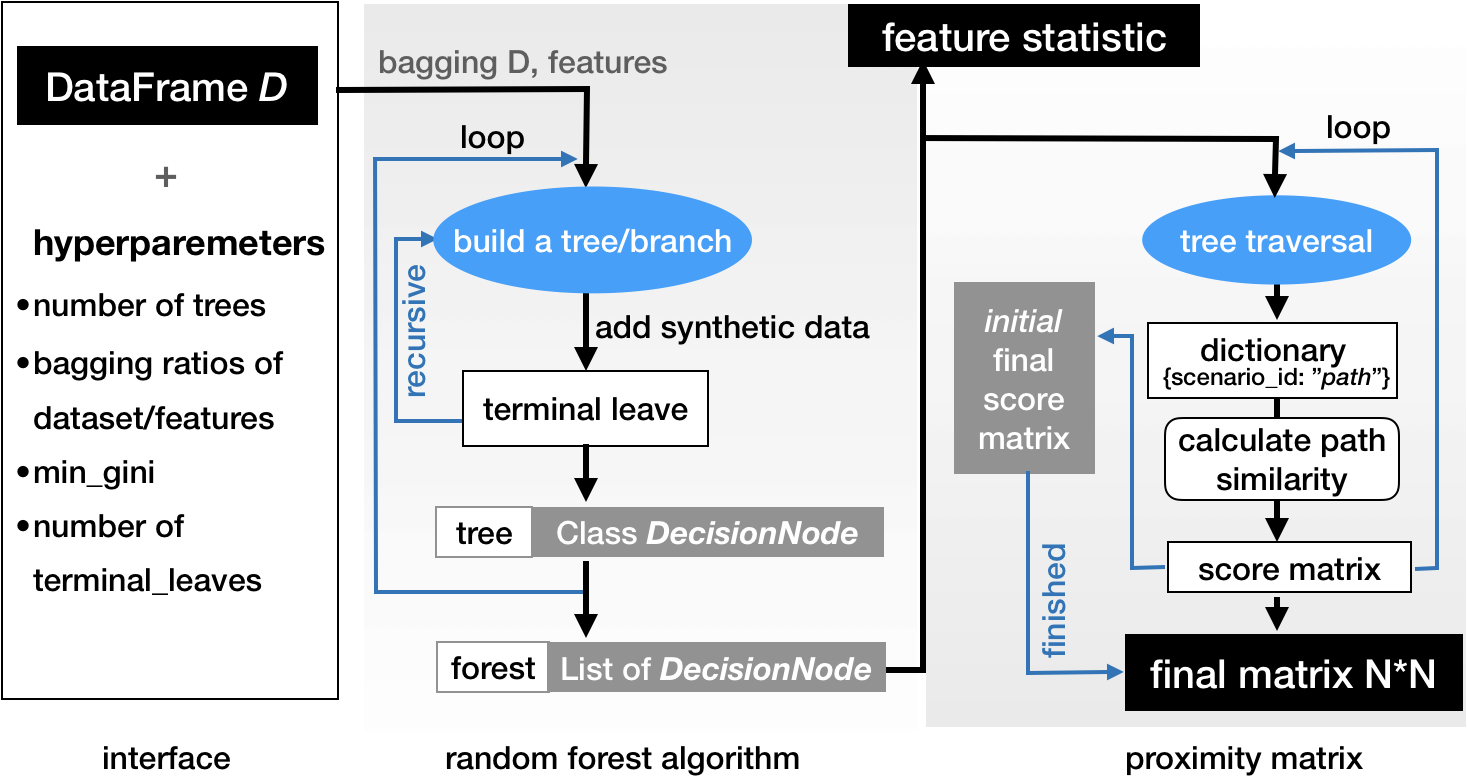 DataFrame D
+
hyperparemeters
•number of trees
•bagging ratios of
dataset/features
•min_gini
•number of
terminal_leaves
interface
bagging D, features
loop
build a tree/branch
recursive
add synthetic data
terminal leave
tree
Class DecisionNode
forest
List of DecisionNode
random forest algorithm
feature statistic
loop
tree traversal
initial
final
score
matrix
dictionary
{scenario_id: ”path”}
calculate path
similarity
score matrix
finished
final matrix N*N
proximity matrix